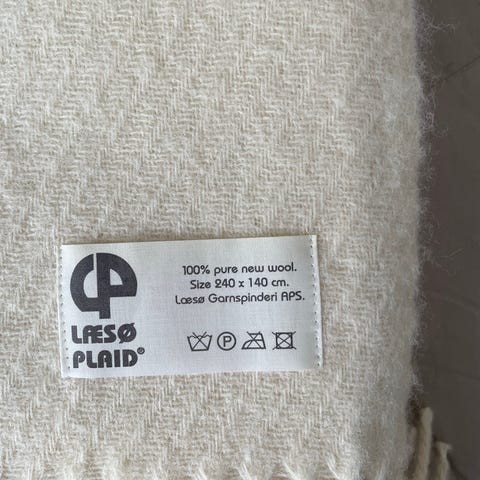 LÆSØ
PLAID®
100% pure new wool.
Size 240 x 140 cm.
Læsø Garnspinderi APS.
P